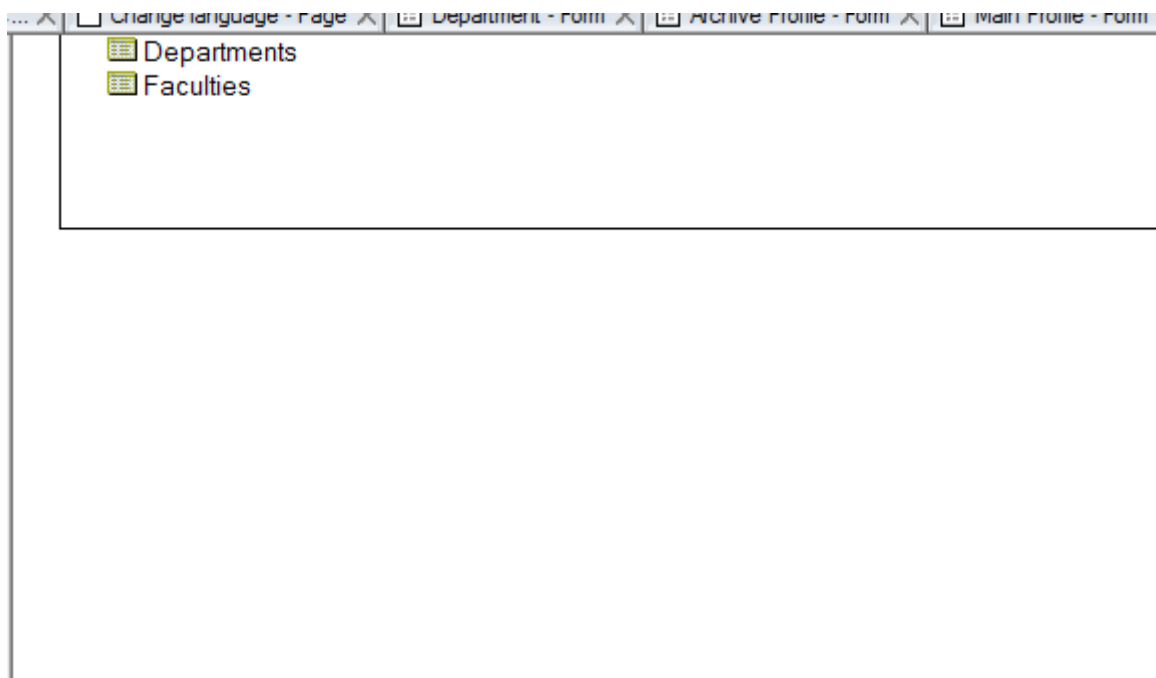 ... Change language - Page Department - Form Archive Profile - Form Main Profile - Form
Departments
Faculties